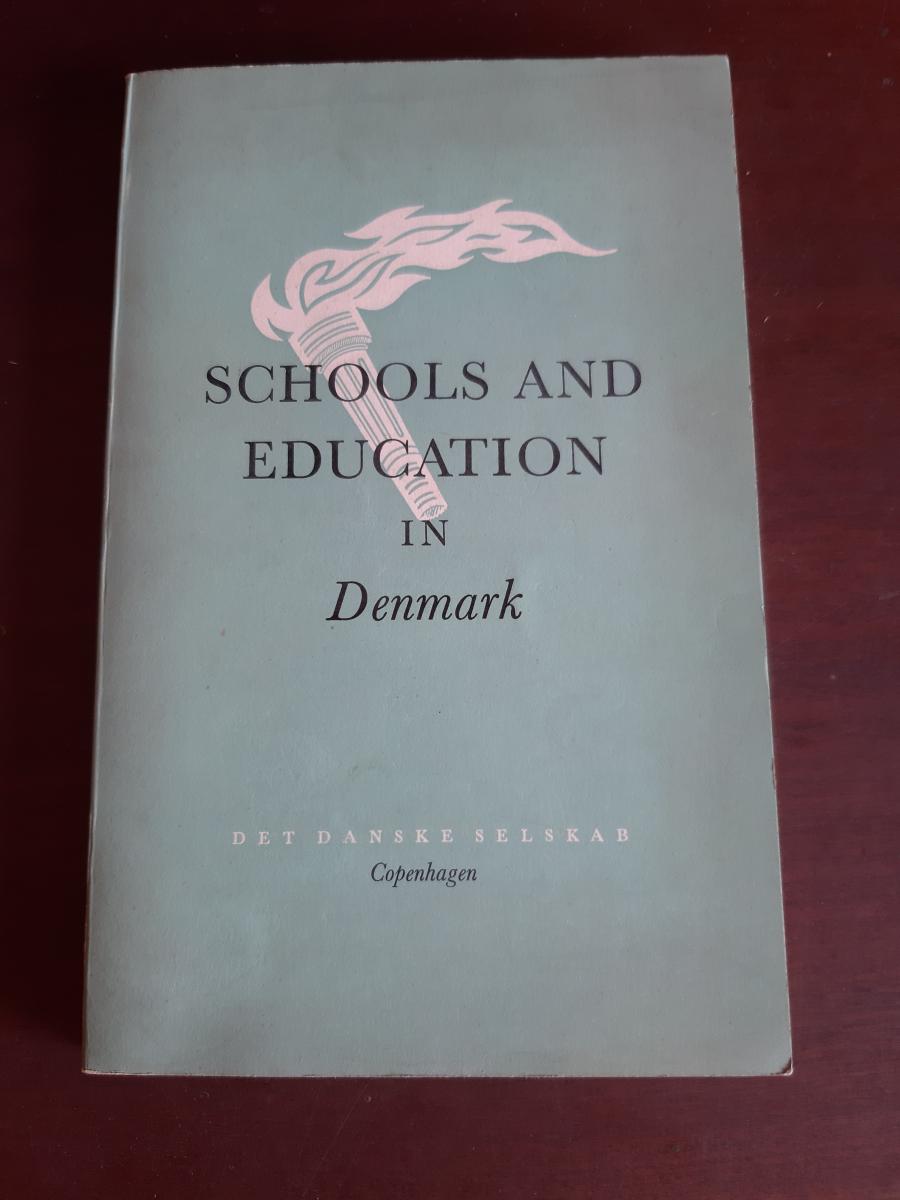 SCHOOLS AND
EDUCATION
IN
Denmark
DET DANSKE SELSKAB
Copenhagen